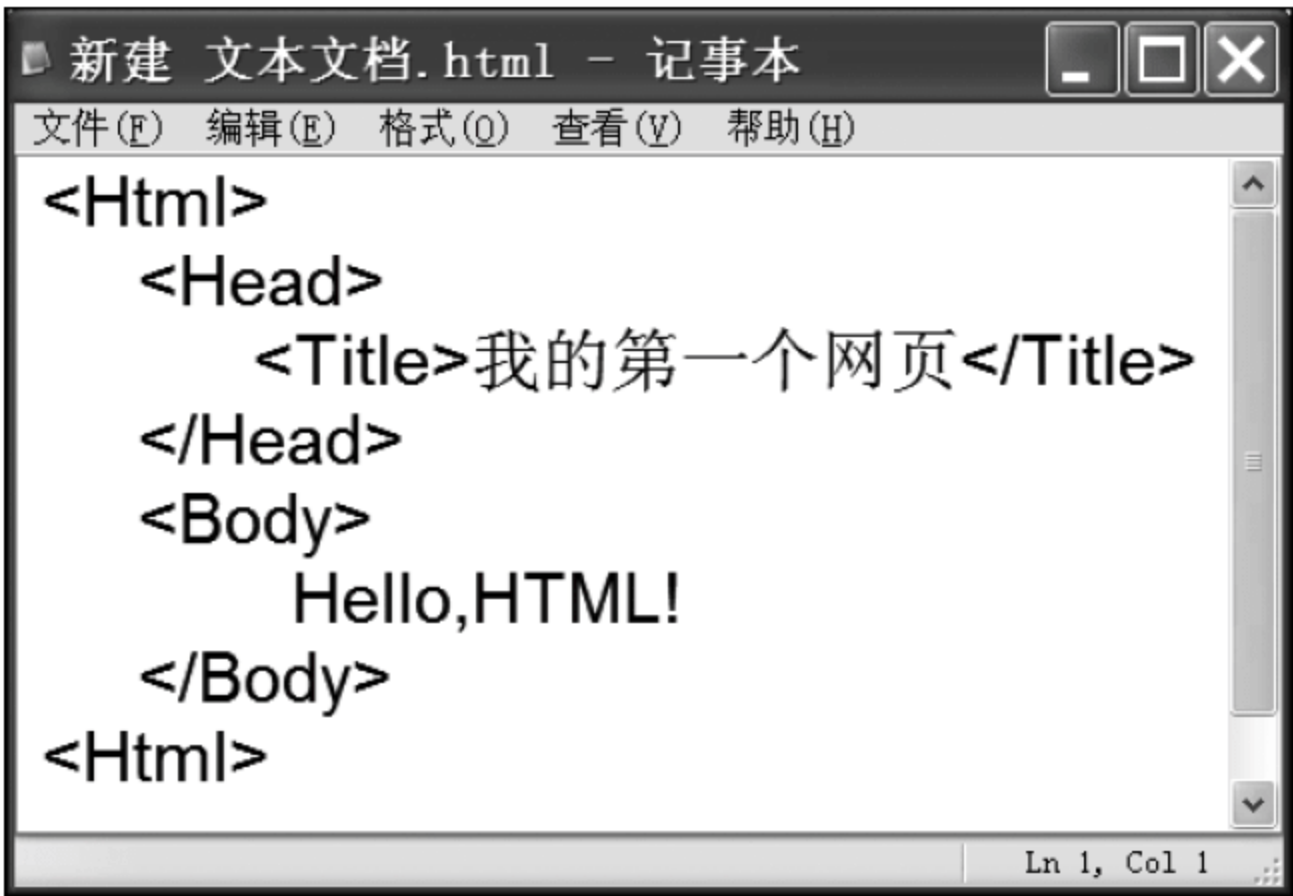 新建 文本文档.html - 记事本
文件(F) 编辑(E) 格式(O) 查看(V) 帮助(H)
<Html>
<Head>
<Title>我的第一个网页</Title>
</Head>
<Body>
Hello,HTML!
</Body>
<Html>
Ln 1, Col 1